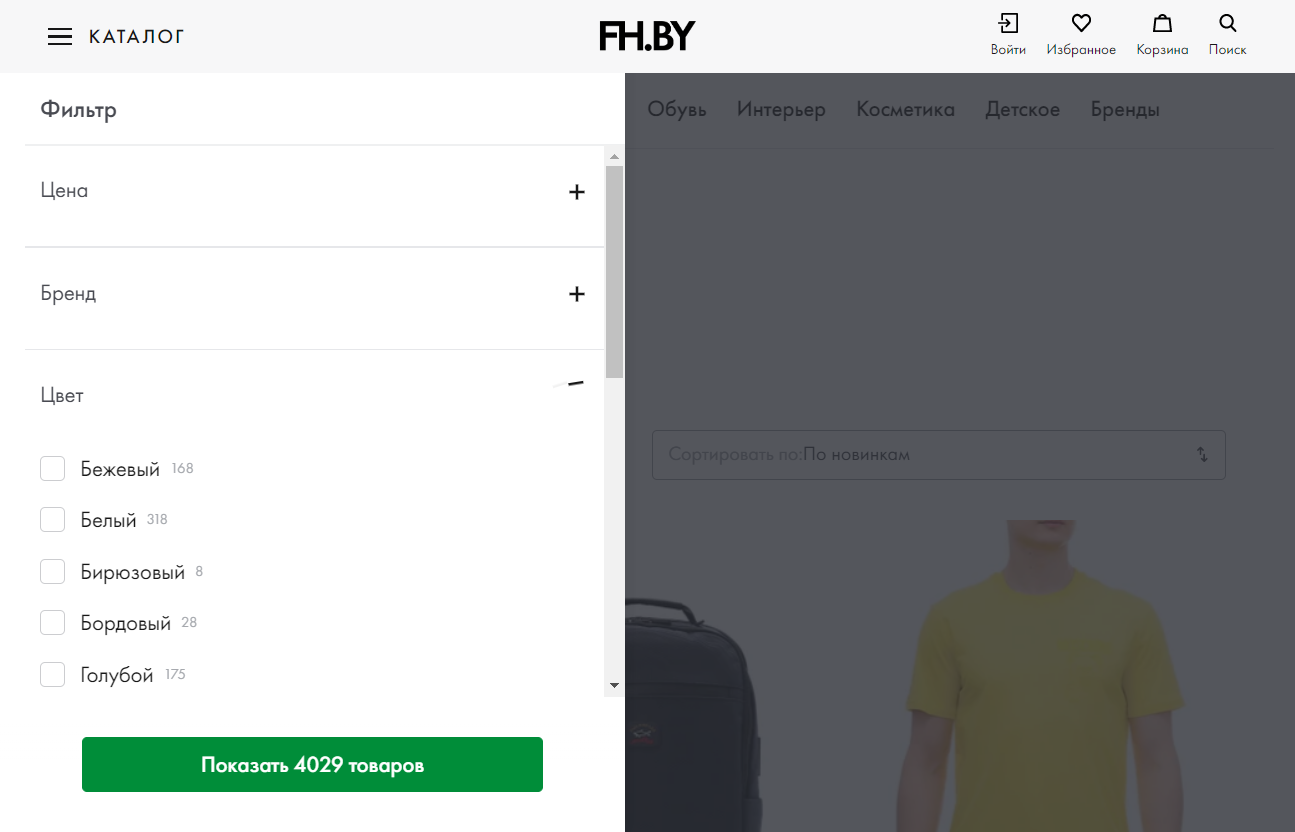 КАТАЛОГ
FH.BY
Войти
Избранное
Корзина
Поиск
Фильтр
Обувь
Интерьер
Косметика
Детское
Бренды
Цена
Бренд
Цвет
Сортировать по:По новинкам
Бежевый 168
Белый 318
Бирюзовый 8
Бордовый 28
Голубой 175
Показать 4029 товаров